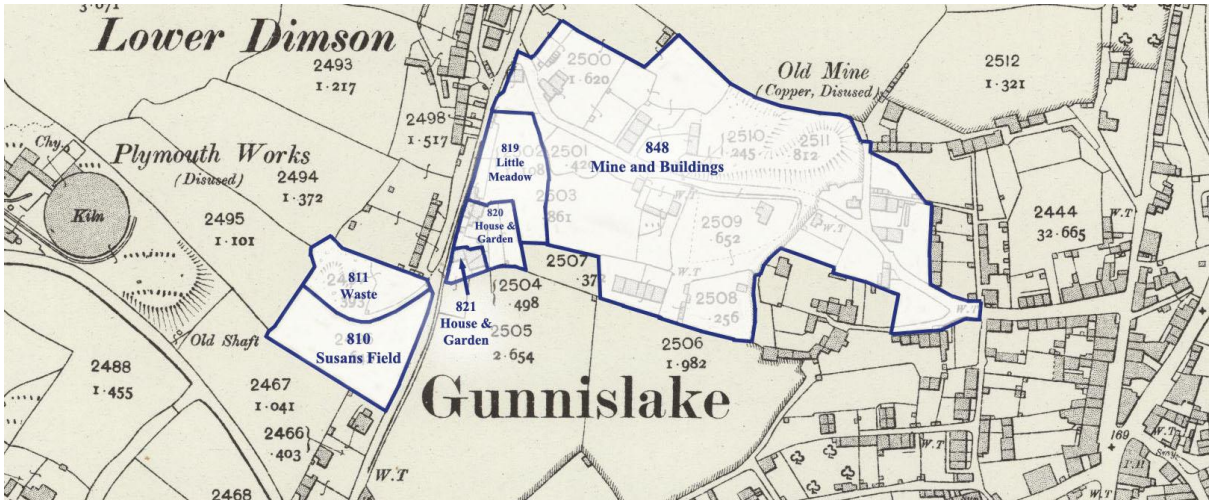 Lower Dimson
2493
1·217
2498
1·517
2500
1·620
Old Mine
(Copper, Disused)
2512
1·321
Chy.
Plymouth Works
(Disused)
2494
1·372
Kiln
2495
1·101
819
Little
Meadow
2501
2503
·861
848
Mine and Buildings
2510
·245
2511
·812
820
House &
Garden
2509
·652
W.T
W.T
2444
32·665
W.T
811
Waste
2507
·372
2504
·498
W.T
2508
·256
W.T
821
House &
Garden
810
Susans Field
Old Shaft
2505
2·654
2506
1·982
2488
1·455
2467
1·041
Gunnislake
2466
·403
W.T
W.T
169
W.T.
P.H
2468
W.T